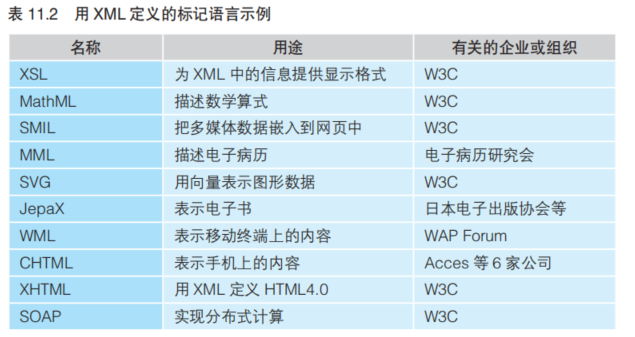 表 11.2 用 XML 定义的标记语言示例
名称 用途 有关的企业或组织
XSL 为 XML 中的信息提供显示格式 W3C
MathML 描述数学算式 W3C
SMIL 把多媒体数据嵌入到网页中 W3C
MML 描述电子病历 电子病历研究会
SVG 用向量表示图形数据 W3C
JepaX 表示电子书 日本电子出版协会等
WML 表示移动终端上的内容 WAP Forum
CHTML 表示手机上的内容 Acces 等 6 家公司
XHTML 用 XML 定义 HTML4.0 W3C
SOAP 实现分布式计算 W3C